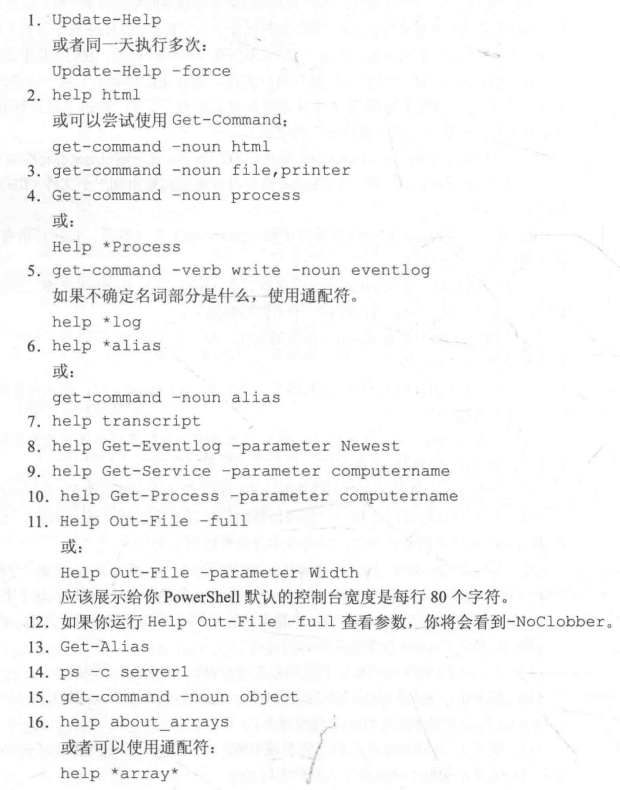 1. Update-Help
或者同一天执行多次：
Update-Help –force
2. help html
或可以尝试使用 Get-Command：
get-command –noun html
3. get-command –noun file,printer
4. Get-command –noun process
或：
Help *Process
5. get-command –verb write –noun eventlog
如果不确定名词部分是什么，使用通配符。
help *log
6. help *alias
或：
get-command –noun alias
7. help transcript
8. help Get-Eventlog –parameter Newest
9. help Get-Service –parameter computername
10. help Get-Process –parameter computername
11. Help Out-File –full
或：
Help Out-File –parameter Width
应该展示给你 PowerShell 默认的控制台宽度是每行 80 个字符。
12. 如果你运行 Help Out-File –full 查看参数，你将会看到-NoClobber。
13. Get-Alias
14. ps –c server1
15. get-command –noun object
16. help about_arrays
或者可以使用通配符：
help *array*